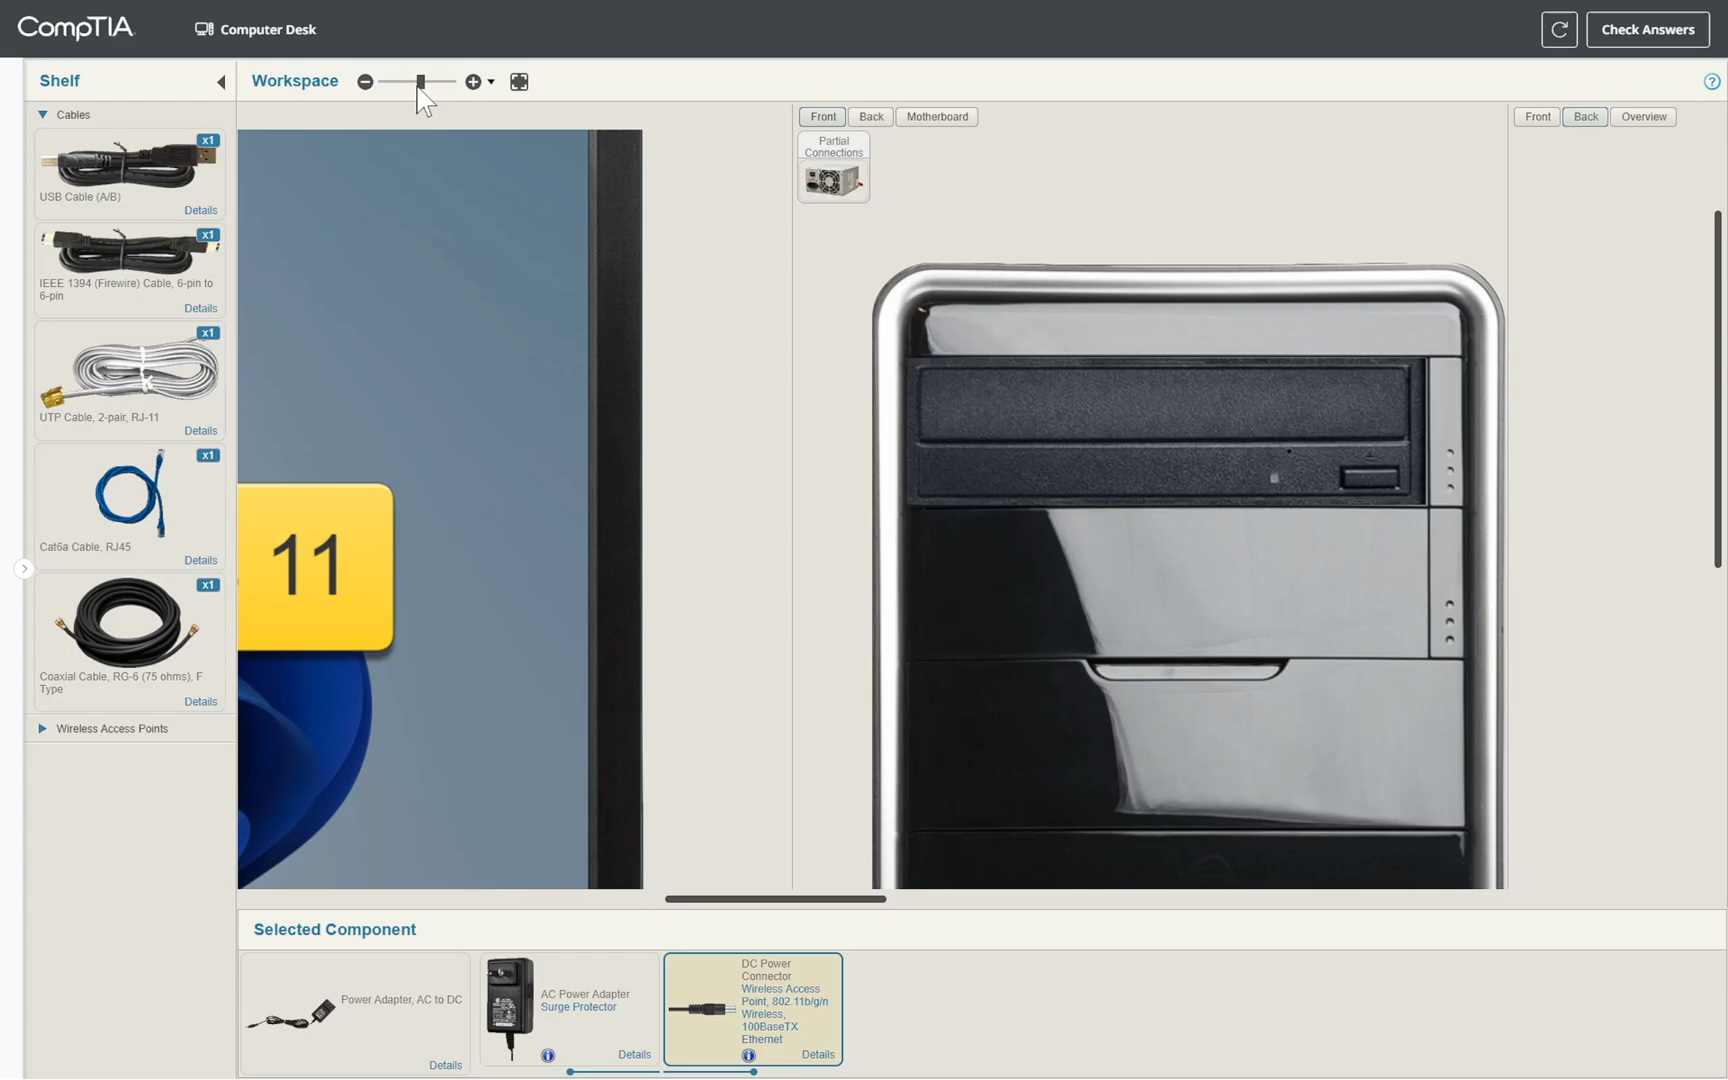 CompTIA.
Computer Desk
Check Answers
Shelf
Workspace
Cables
x1
USB Cable (A/B)
Details
x1
IEEE 1394 (Firewire) Cable, 6-pin to
6-pin
Details
x1
UTP Cable, 2-pair, RJ-11
Details
x1
Cat6a Cable, RJ45
Details
x1
Coaxial Cable, RG-6 (75 ohms), F
Type
Details
Wireless Access Points
11
Front Back Motherboard
Partial
Connections
Front Back Overview
Selected Component
Power Adapter, AC to DC
Details
AC Power Adapter
Surge Protector
Details
DC Power
Connector
Wireless Access
Point, 802.11b/g/n
Wireless,
100BaseTX
Ethernet
Details